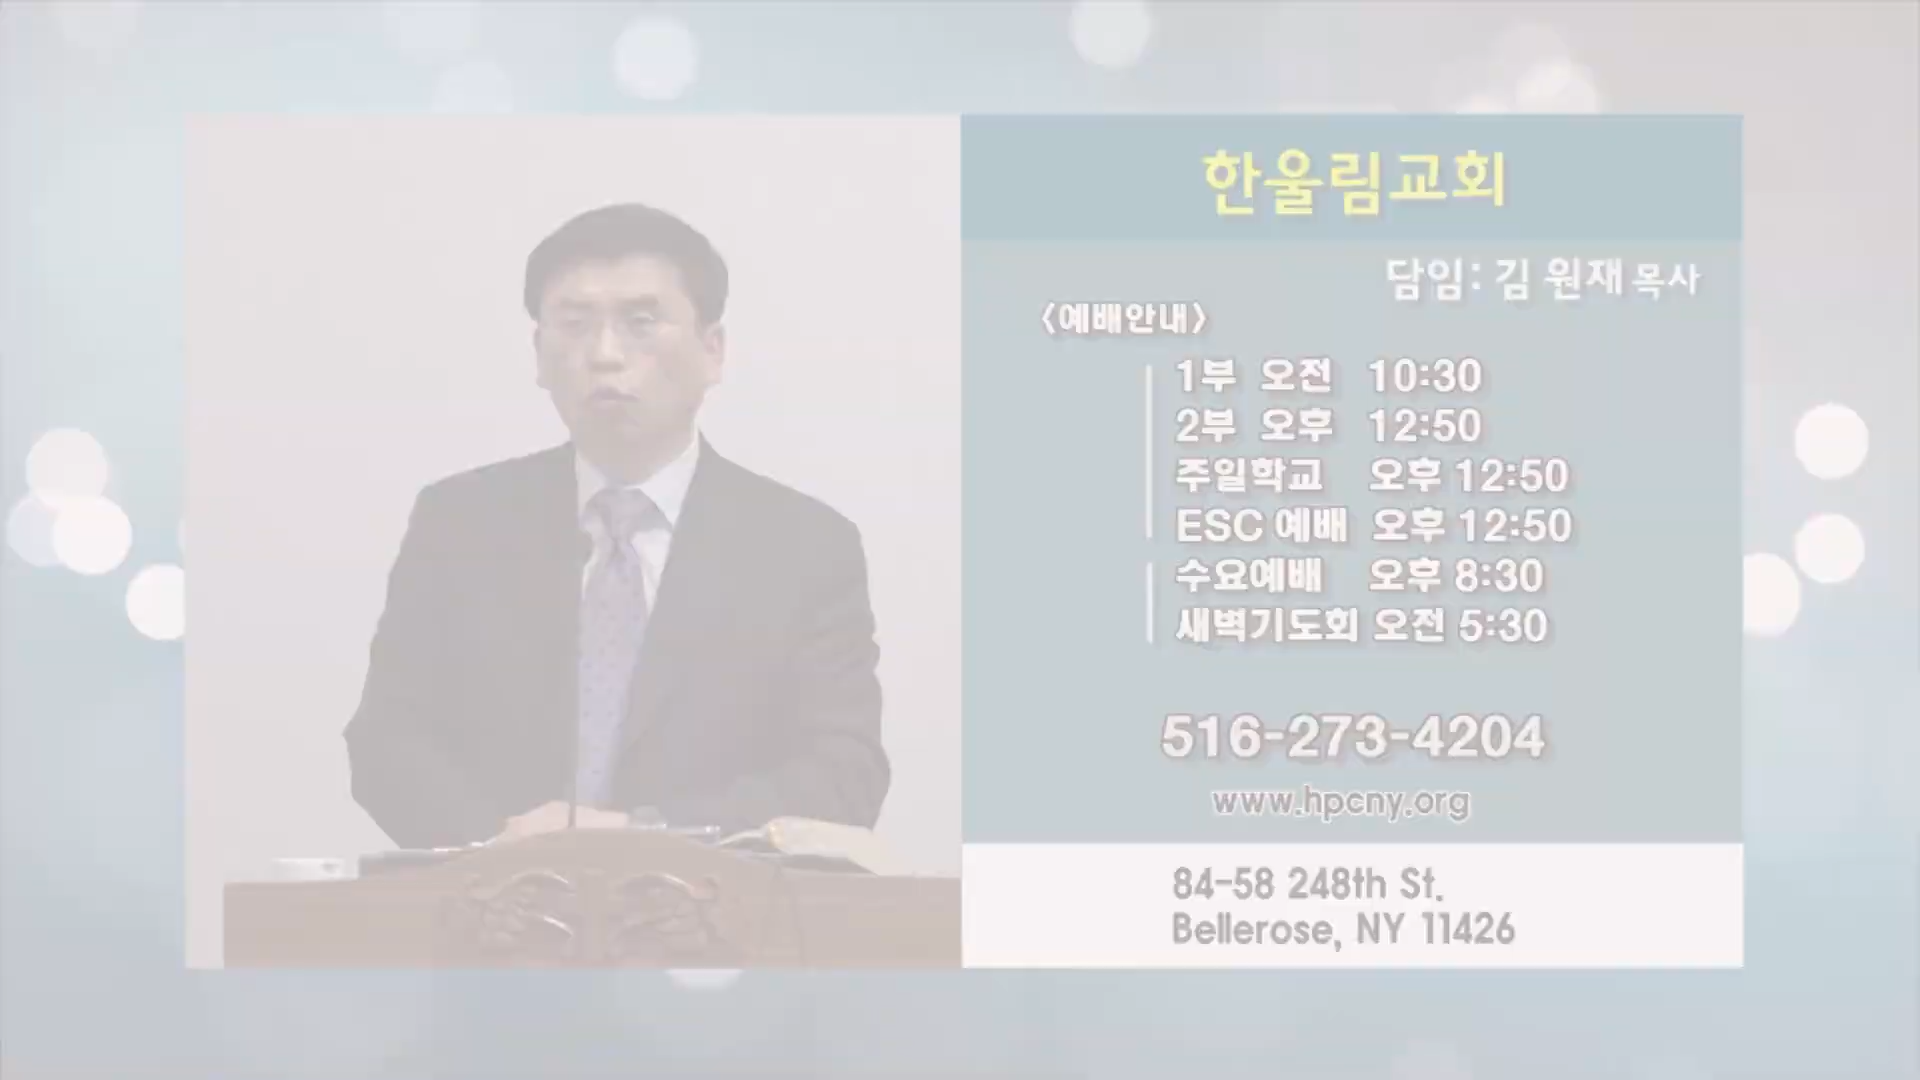 한울림교회
담임: 김 원재 목사
<예배안내>
1부 오전 10:30
2부 오후 12:50
주일학교 오후 12:50
ESC 예배 오후 12:50
수요예배 오후 8:30
새벽기도회 오전 5:30
516-273-4204
www.hpcny.org
84-58 248th St.
Bellerose, NY 11426